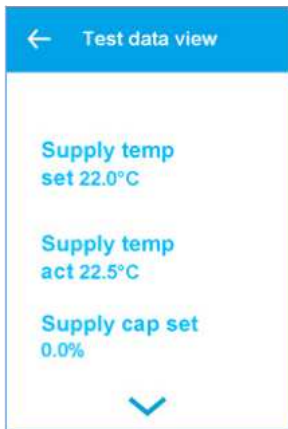 Test data view
Supply temp
set 22.0°C
Supply temp
act 22.5°C
Supply cap set
0.0%